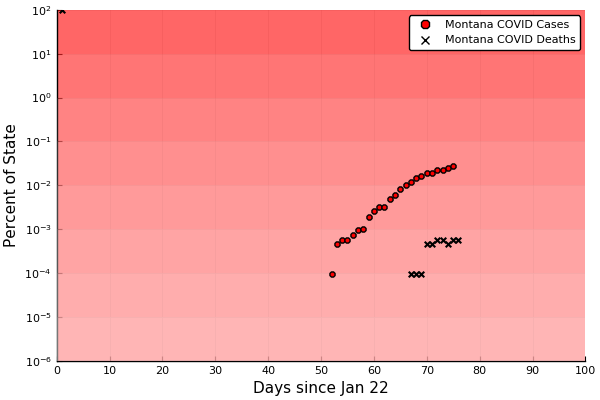 Montana COVID Cases
Montana COVID Deaths
Percent of State
10²
10¹
10⁰
10⁻¹
10⁻²
10⁻³
10⁻⁴
10⁻⁵
10⁻⁶
0 10 20 30 40 50 60 70 80 90 100
Days since Jan 22